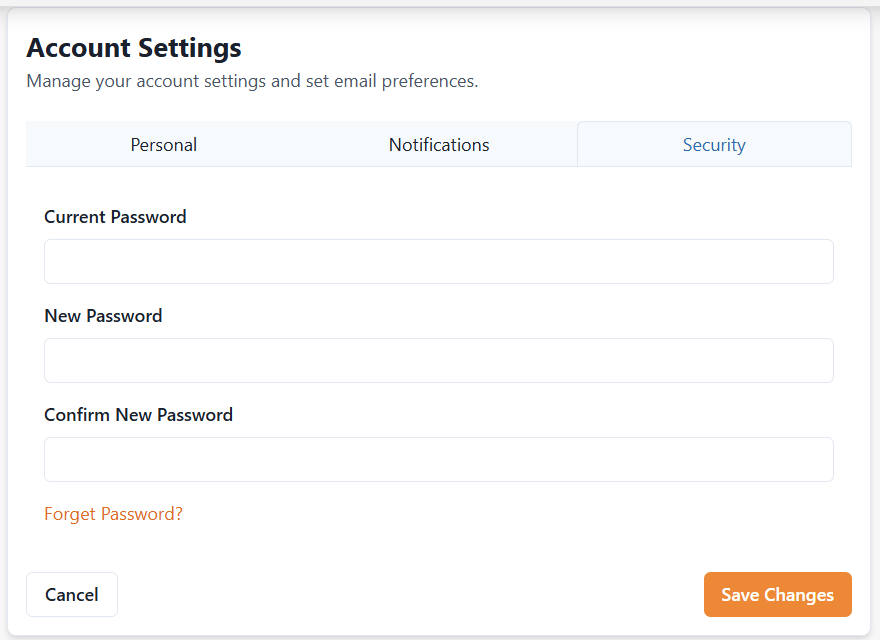 Account Settings
Manage your account settings and set email preferences.
Personal Notifications Security
Current Password
New Password
Confirm New Password
Forget Password?
Cancel Save Changes